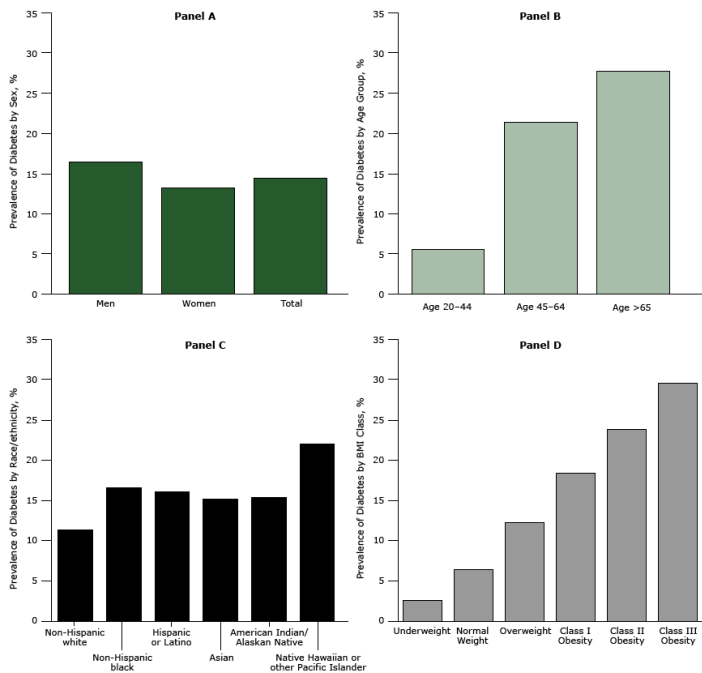 Panel A
Prevalence of Diabetes by Sex, %
35
30
25
20
15
10
5
0
Men
Women
Total
Panel B
Prevalence of Diabetes by Age Group, %
35
30
25
20
15
10
5
0
Age 20–44
Age 45–64
Age >65
Panel C
Prevalence of Diabetes by Race/ethnicity, %
35
30
25
20
15
10
5
0
Non-Hispanic
white
Non-Hispanic
black
Hispanic
or Latino
Asian
American Indian/
Alaskan Native
Native Hawaiian or
other Pacific Islander
Panel D
Prevalence of Diabetes by BMI Class, %
35
30
25
20
15
10
5
0
Underweight
Normal
Weight
Overweight
Class I
Obesity
Class II
Obesity
Class III
Obesity